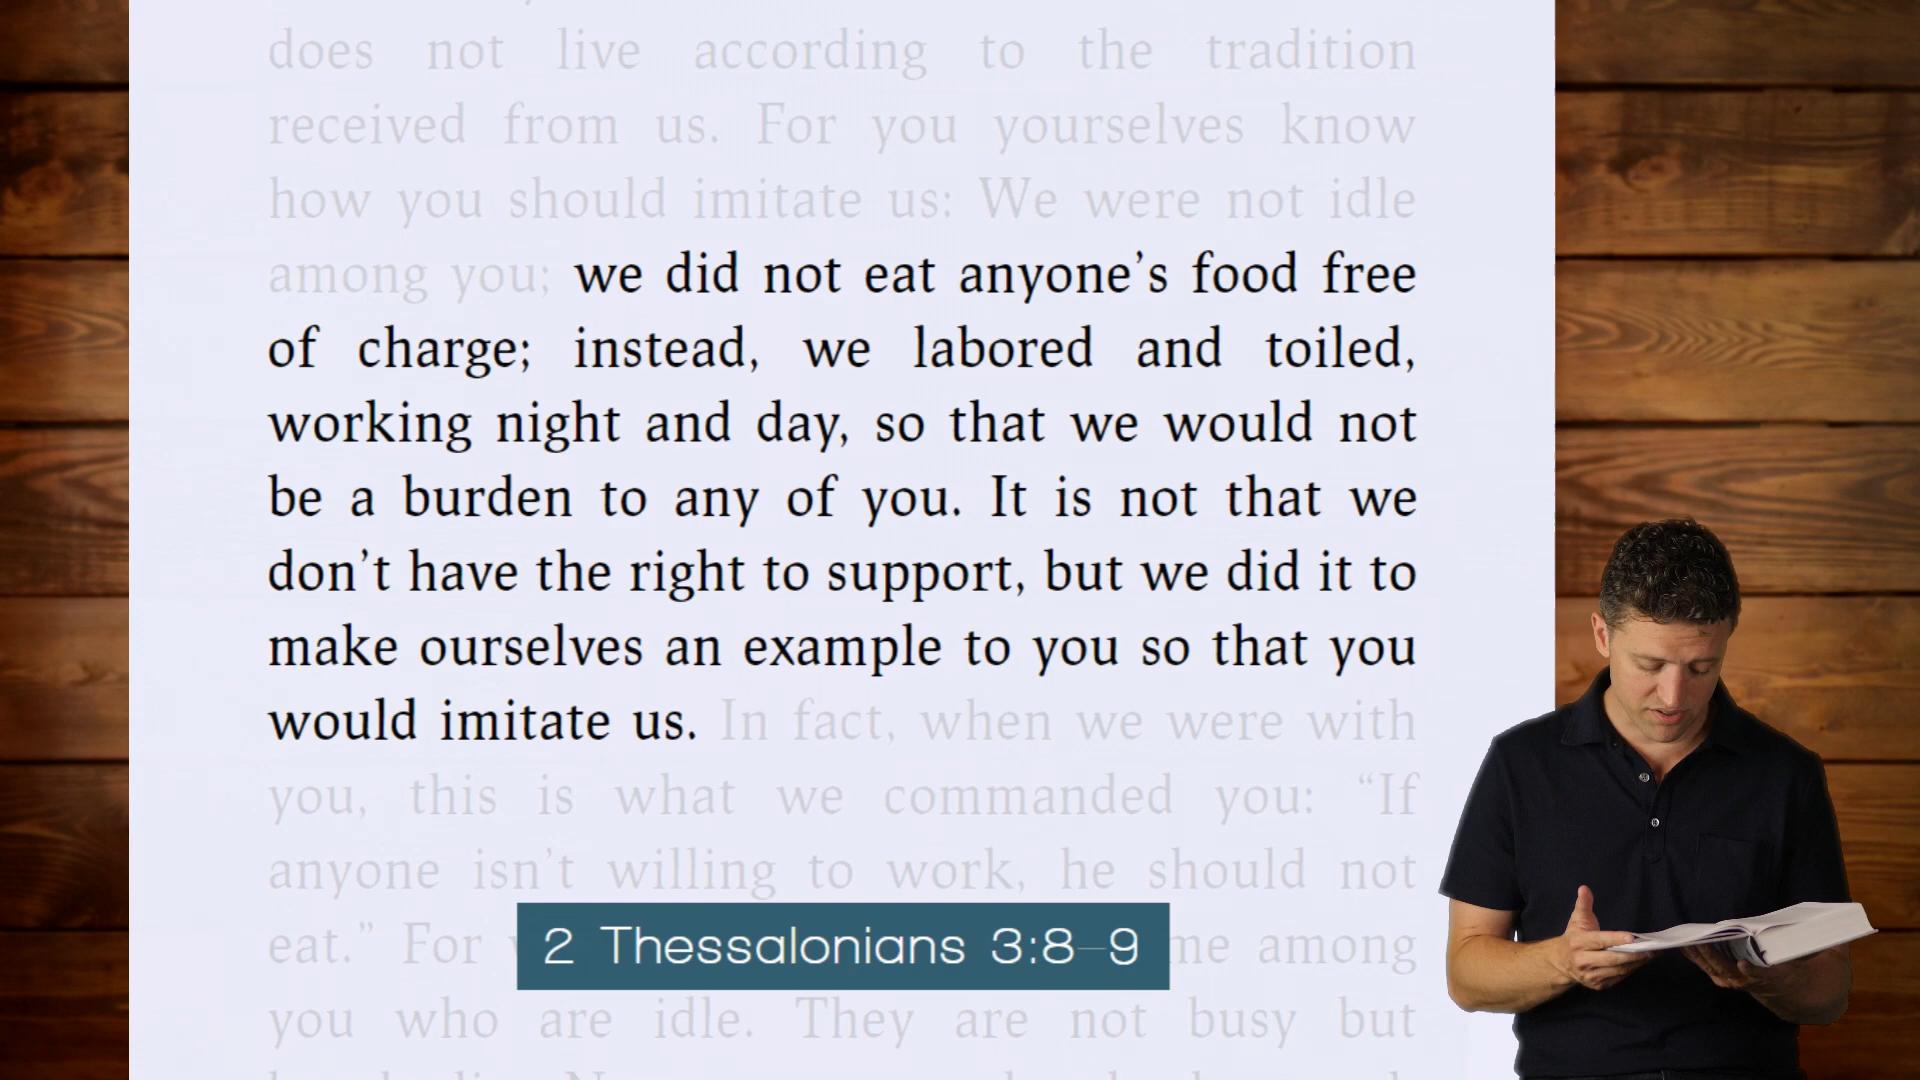 does not live according to the tradition
received from us. For you yourselves know
how you should imitate us: We were not idle
among you; we did not eat anyone’s food free
of charge; instead, we labored and toiled,
working night and day, so that we would not
be a burden to any of you. It is not that we
don’t have the right to support, but we did it to
make ourselves an example to you so that you
would imitate us. In fact, when we were with
you, this is what we commanded you: “If
anyone isn’t willing to work, he should not
eat.” For among
2 Thessalonians 3:8–9
you who are idle. They are not busy but